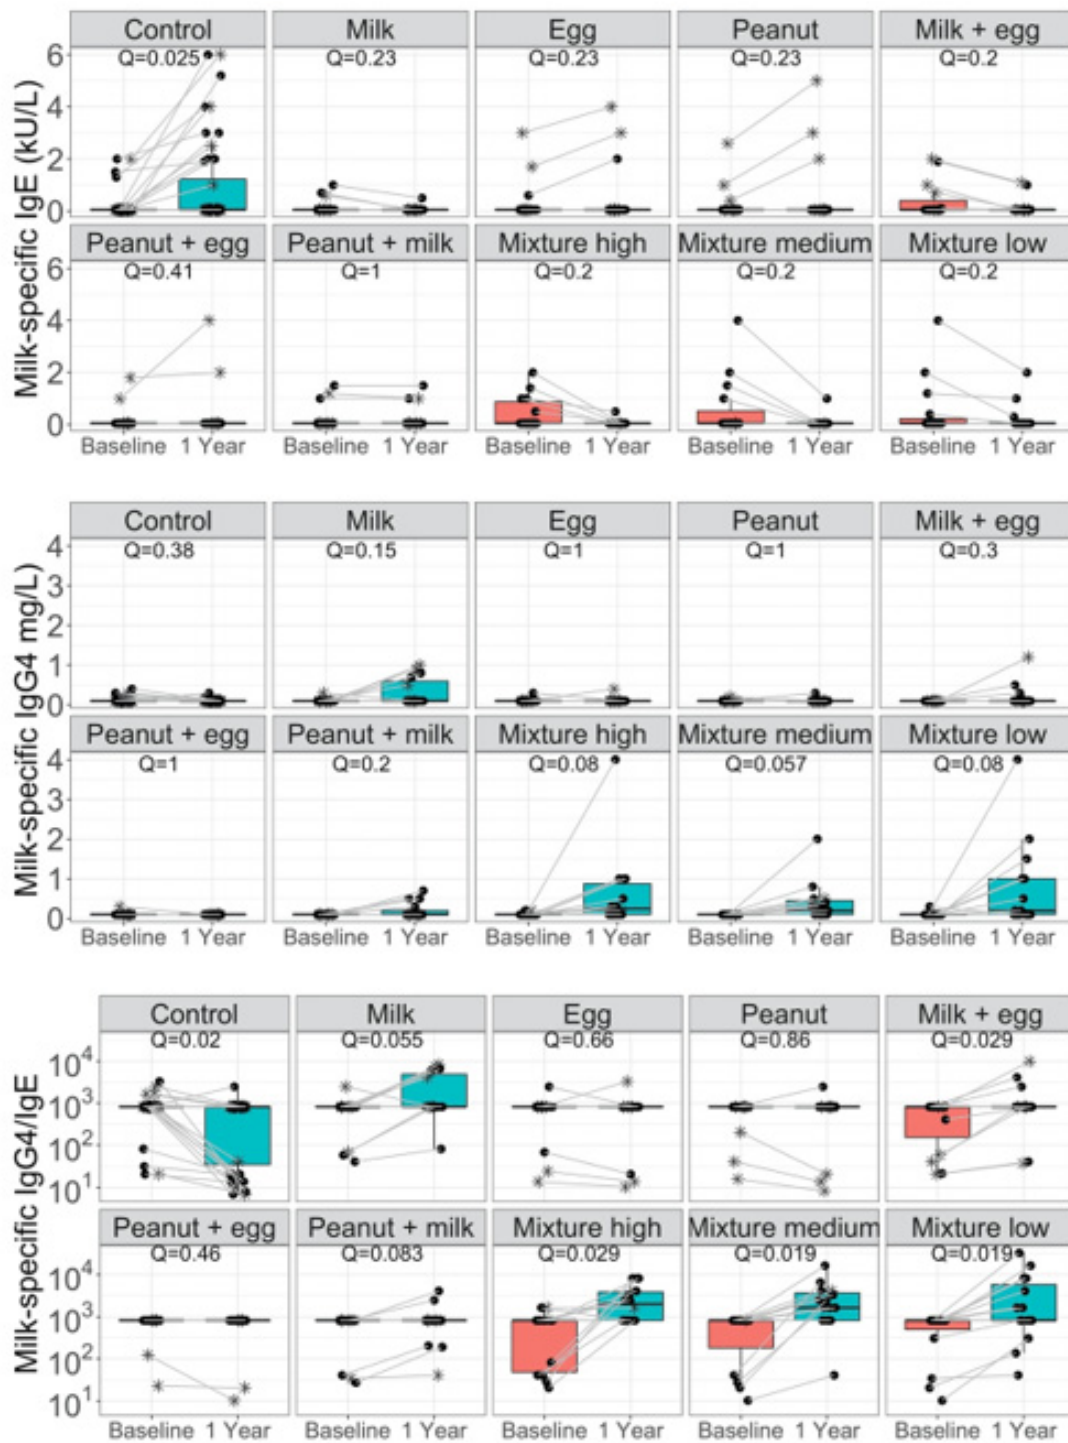 Control Milk Egg Peanut Milk + egg
Q=0.025 Q=0.23 Q=0.23 Q=0.23 Q=0.2
Milk-specific IgE (kU/L)
6
4
2
0
Peanut + egg Peanut + milk Mixture high Mixture medium Mixture low
Q=0.41 Q=1 Q=0.2 Q=0.2 Q=0.2
6
4
2
0
Baseline 1 Year Baseline 1 Year Baseline 1 Year Baseline 1 Year Baseline 1 Year
Control Milk Egg Peanut Milk + egg
Q=0.38 Q=0.15 Q=1 Q=1 Q=0.3
Milk-specific IgG4 mg/L)
4
3
2
1
0
Peanut + egg Peanut + milk Mixture high Mixture medium Mixture low
Q=1 Q=0.2 Q=0.08 Q=0.057 Q=0.08
4
3
2
1
0
Baseline 1 Year Baseline 1 Year Baseline 1 Year Baseline 1 Year Baseline 1 Year
Control Milk Egg Peanut Milk + egg
Q=0.02 Q=0.055 Q=0.66 Q=0.86 Q=0.029
Milk-specific IgG4/IgE
10⁴
10³
10²
10¹
Peanut + egg Peanut + milk Mixture high Mixture medium Mixture low
Q=0.46 Q=0.083 Q=0.029 Q=0.019 Q=0.019
10⁴
10³
10²
10¹
Baseline 1 Year Baseline 1 Year Baseline 1 Year Baseline 1 Year Baseline 1 Year